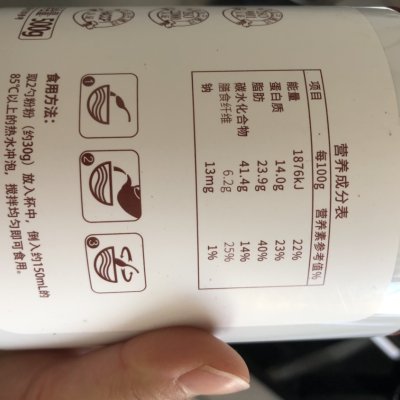 营养成分表
项目 每100g 营养素参考值%
能量 1876kJ 22%
蛋白质 14.0g 23%
脂肪 23.9g 40%
碳水化合物 41.4g 14%
膳食纤维 6.2g 25%
钠 13mg 1%
500g
1
2
3
食用方法：
取2勺粉粉（约30g）放入杯中，倒入约150mL的
85℃以上的热水冲泡，搅拌均匀即可食用。